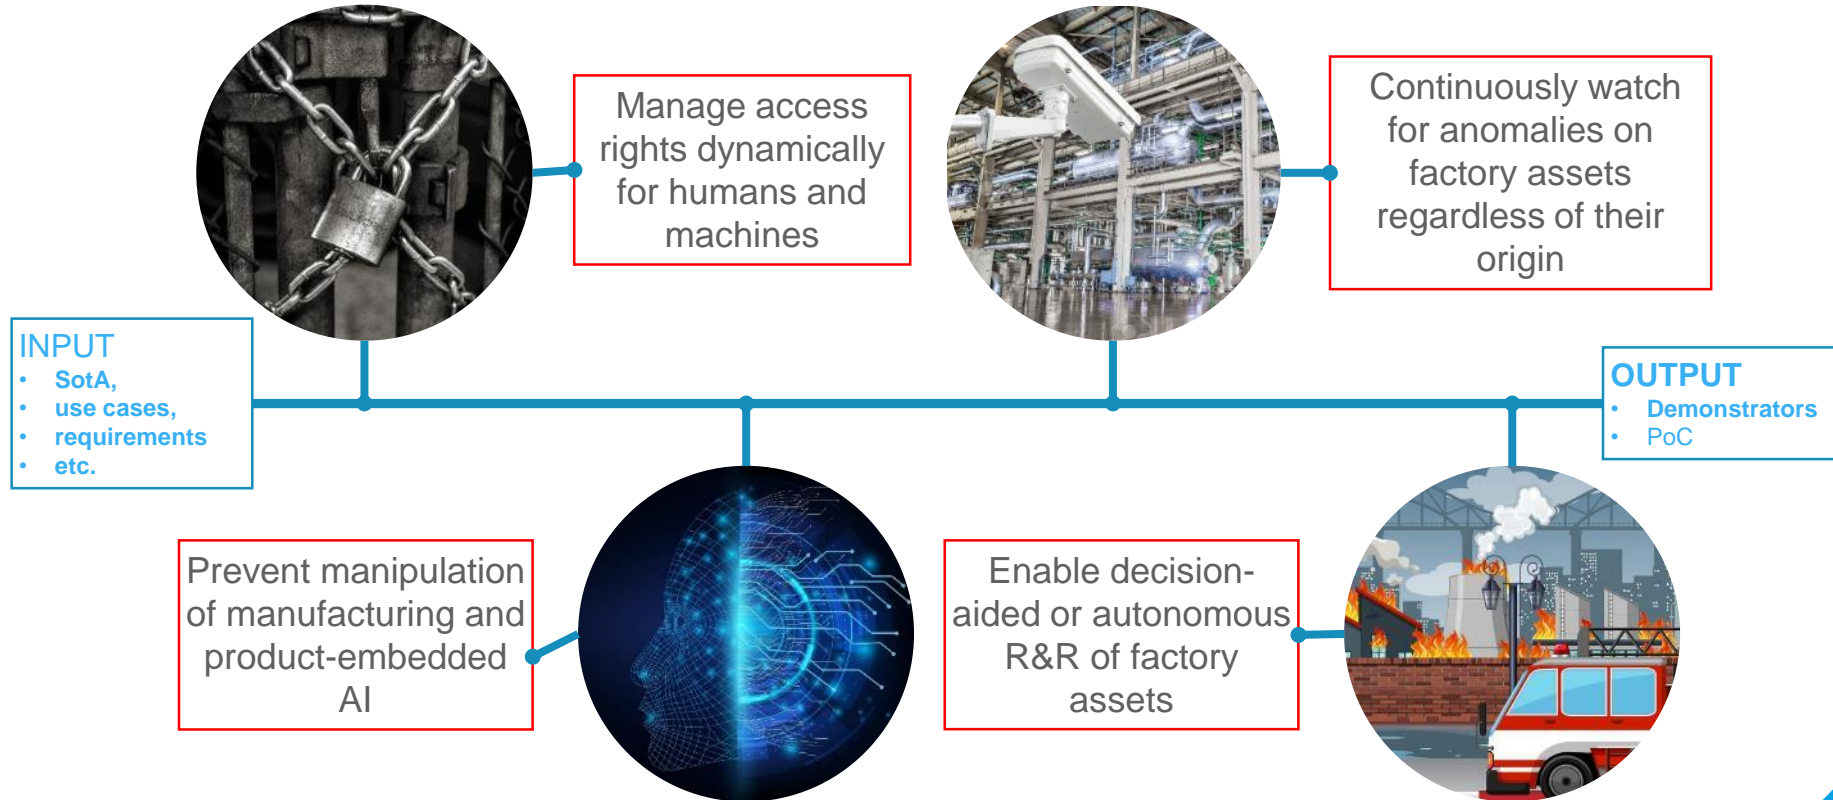 Manage access
rights dynamically
for humans and
machines
Continuously watch
for anomalies on
factory assets
regardless of their
origin
INPUT
• SotA,
• use cases,
• requirements
• etc.
OUTPUT
• Demonstrators
• PoC
Prevent manipulation
of manufacturing and
product-embedded
AI
Enable decision-
aided or autonomous
R&R of factory
assets